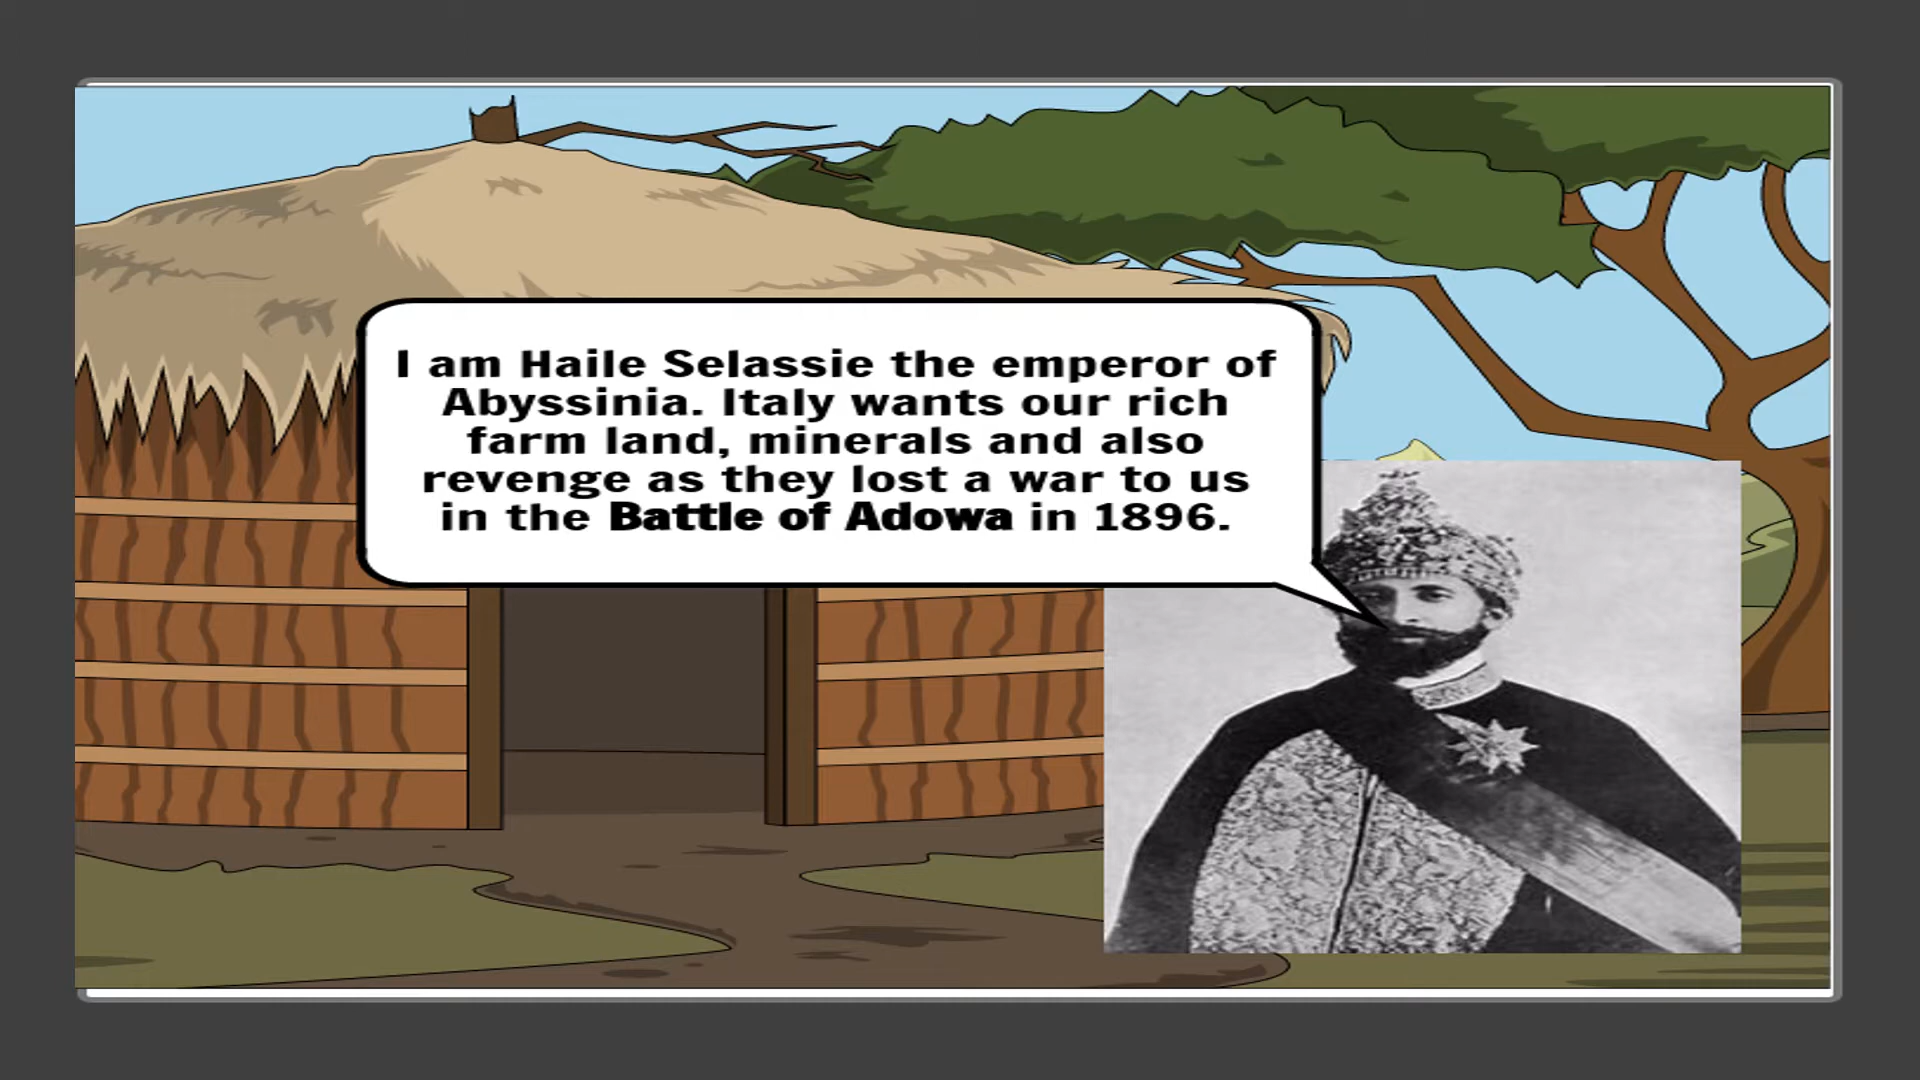 I am Haile Selassie the emperor of
Abyssinia. Italy wants our rich
farm land, minerals and also
revenge as they lost a war to us
in the Battle of Adowa in 1896.